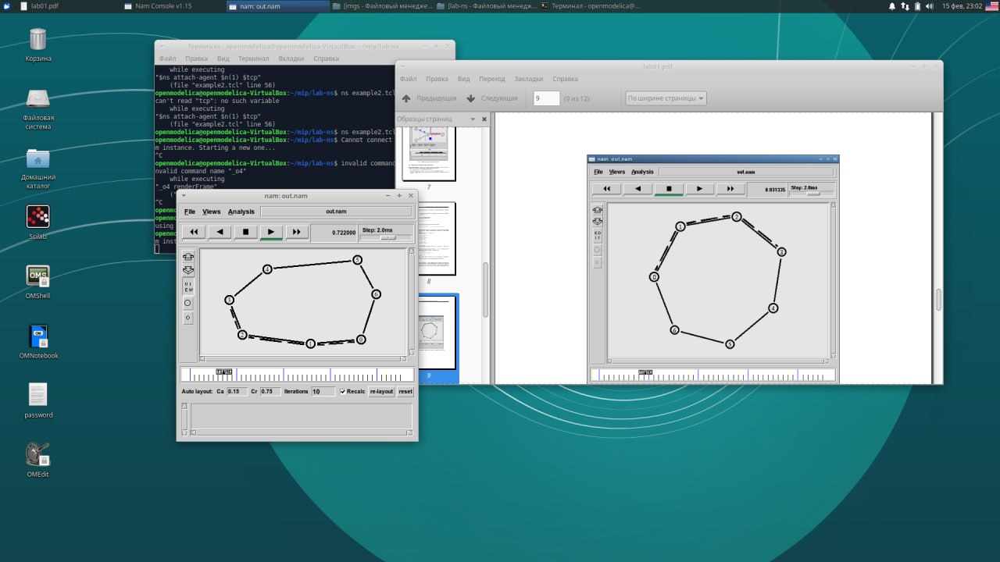 lab01.pdf
Nam Console v1.15
nam: out.nam
[imgs - Файловый менедже...
[lab-ns - Файловый менедж...
Терминал - openmodelica@...
15 фев, 23:02
Корзина
Файловая
система
Домашний
каталог
Scilab
OMShell
OMNotebook
password
OMEdit
Терминал - openmodelica@openmodelica-VirtualBox: ~/mip/lab-ns
Файл Правка Вид Терминал Вкладки Справка
while executing
"$ns attach-agent $n(1) $tcp"
(file "example2.tcl" line 56)
openmodelica@openmodelica-VirtualBox:~/mip/lab-ns$ ns example2.tcl
can't read "tcp": no such variable
while executing
"$ns attach-agent $n(1) $tcp"
(file "example2.tcl" line 56)
openmodelica@openmodelica-VirtualBox:~/mip/lab-ns$ ns example2.tcl
openmodelica@openmodelica-VirtualBox:~/mip/lab-ns$ Cannot connect
m instance. Starting a new one...
^C
openmodelica@openmodelica-VirtualBox:~/mip/lab-ns$ invalid command
nvalid command name "_o4"
"_o4 renderFrame"
("
^C
openm
using
openm
m inst
nam: out.nam
File Views Analysis out.nam
0.722000 Step: 2.0ms
V I E W
4
5
3
6
2
1
0
Auto layout: Ca 0.15 Cr 0.75 Iterations 10 Recalc re-layout reset
lab01.pdf
Файл Правка Вид Переход Закладки Справка
Предыдущая Следующая 9 (9 из 12) По ширине страницы
Образцы страниц
7
8
9
nam: out.nam
File Views Analysis out.nam
0.931335 Step: 2.0ms
E D I T
1
2
3
0
4
6
5